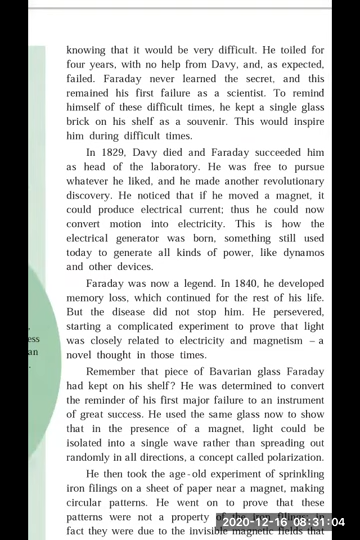 knowing that it would be very difficult. He toiled for
four years, with no help from Davy, and, as expected,
failed. Faraday never learned the secret, and this
remained his first failure as a scientist. To remind
himself of these difficult times, he kept a single glass
brick on his shelf as a souvenir. This would inspire
him during difficult times.
In 1829, Davy died and Faraday succeeded him
as head of the laboratory. He was free to pursue
whatever he liked, and he made another revolutionary
discovery. He noticed that if he moved a magnet, it
could produce electrical current; thus he could now
convert motion into electricity. This is how the
electrical generator was born, something still used
today to generate all kinds of power, like dynamos
and other devices.
Faraday was now a legend. In 1840, he developed
memory loss, which continued for the rest of his life.
But the disease did not stop him. He persevered,
starting a complicated experiment to prove that light
was closely related to electricity and magnetism – a
novel thought in those times.
ess
an
Remember that piece of Bavarian glass Faraday
had kept on his shelf? He was determined to convert
the reminder of his first major failure to an instrument
of great success. He used the same glass now to show
that in the presence of a magnet, light could be
isolated into a single wave rather than spreading out
randomly in all directions, a concept called polarization.
He then took the age-old experiment of sprinkling
iron filings on a sheet of paper near a magnet, making
circular patterns. He went on to prove that these
patterns were not a property of the iron filings; in
fact they were due to the invisible magnetic fields that
2020-12-16 08:31:04